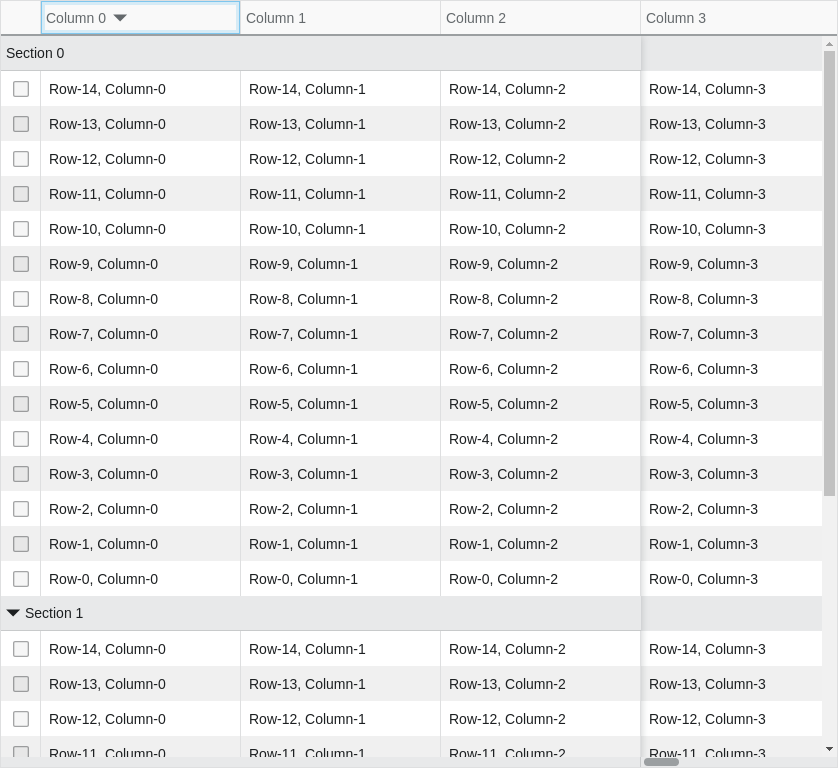 Column 0 Column 1 Column 2 Column 3
Section 0
Row-14, Column-0 Row-14, Column-1 Row-14, Column-2 Row-14, Column-3
Row-13, Column-0 Row-13, Column-1 Row-13, Column-2 Row-13, Column-3
Row-12, Column-0 Row-12, Column-1 Row-12, Column-2 Row-12, Column-3
Row-11, Column-0 Row-11, Column-1 Row-11, Column-2 Row-11, Column-3
Row-10, Column-0 Row-10, Column-1 Row-10, Column-2 Row-10, Column-3
Row-9, Column-0 Row-9, Column-1 Row-9, Column-2 Row-9, Column-3
Row-8, Column-0 Row-8, Column-1 Row-8, Column-2 Row-8, Column-3
Row-7, Column-0 Row-7, Column-1 Row-7, Column-2 Row-7, Column-3
Row-6, Column-0 Row-6, Column-1 Row-6, Column-2 Row-6, Column-3
Row-5, Column-0 Row-5, Column-1 Row-5, Column-2 Row-5, Column-3
Row-4, Column-0 Row-4, Column-1 Row-4, Column-2 Row-4, Column-3
Row-3, Column-0 Row-3, Column-1 Row-3, Column-2 Row-3, Column-3
Row-2, Column-0 Row-2, Column-1 Row-2, Column-2 Row-2, Column-3
Row-1, Column-0 Row-1, Column-1 Row-1, Column-2 Row-1, Column-3
Row-0, Column-0 Row-0, Column-1 Row-0, Column-2 Row-0, Column-3
Section 1
Row-14, Column-0 Row-14, Column-1 Row-14, Column-2 Row-14, Column-3
Row-13, Column-0 Row-13, Column-1 Row-13, Column-2 Row-13, Column-3
Row-12, Column-0 Row-12, Column-1 Row-12, Column-2 Row-12, Column-3
Row-11, Column-0 Row-11, Column-1 Row-11, Column-2 Row-11, Column-3